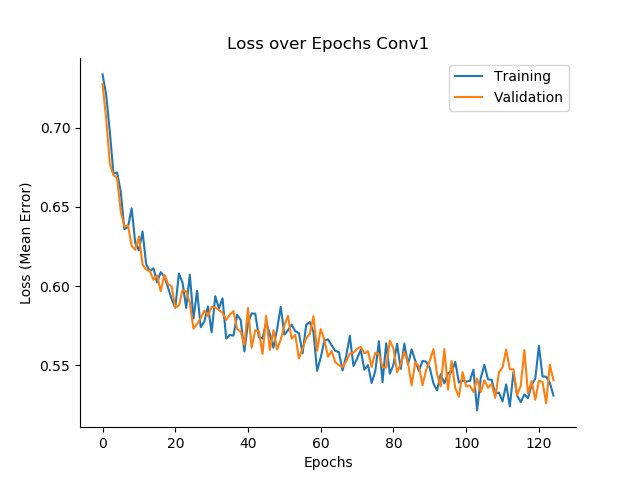 Loss over Epochs Conv1
Training
Validation
Loss (Mean Error)
0.70
0.65
0.60
0.55
0
20
40
60
80
100
120
Epochs